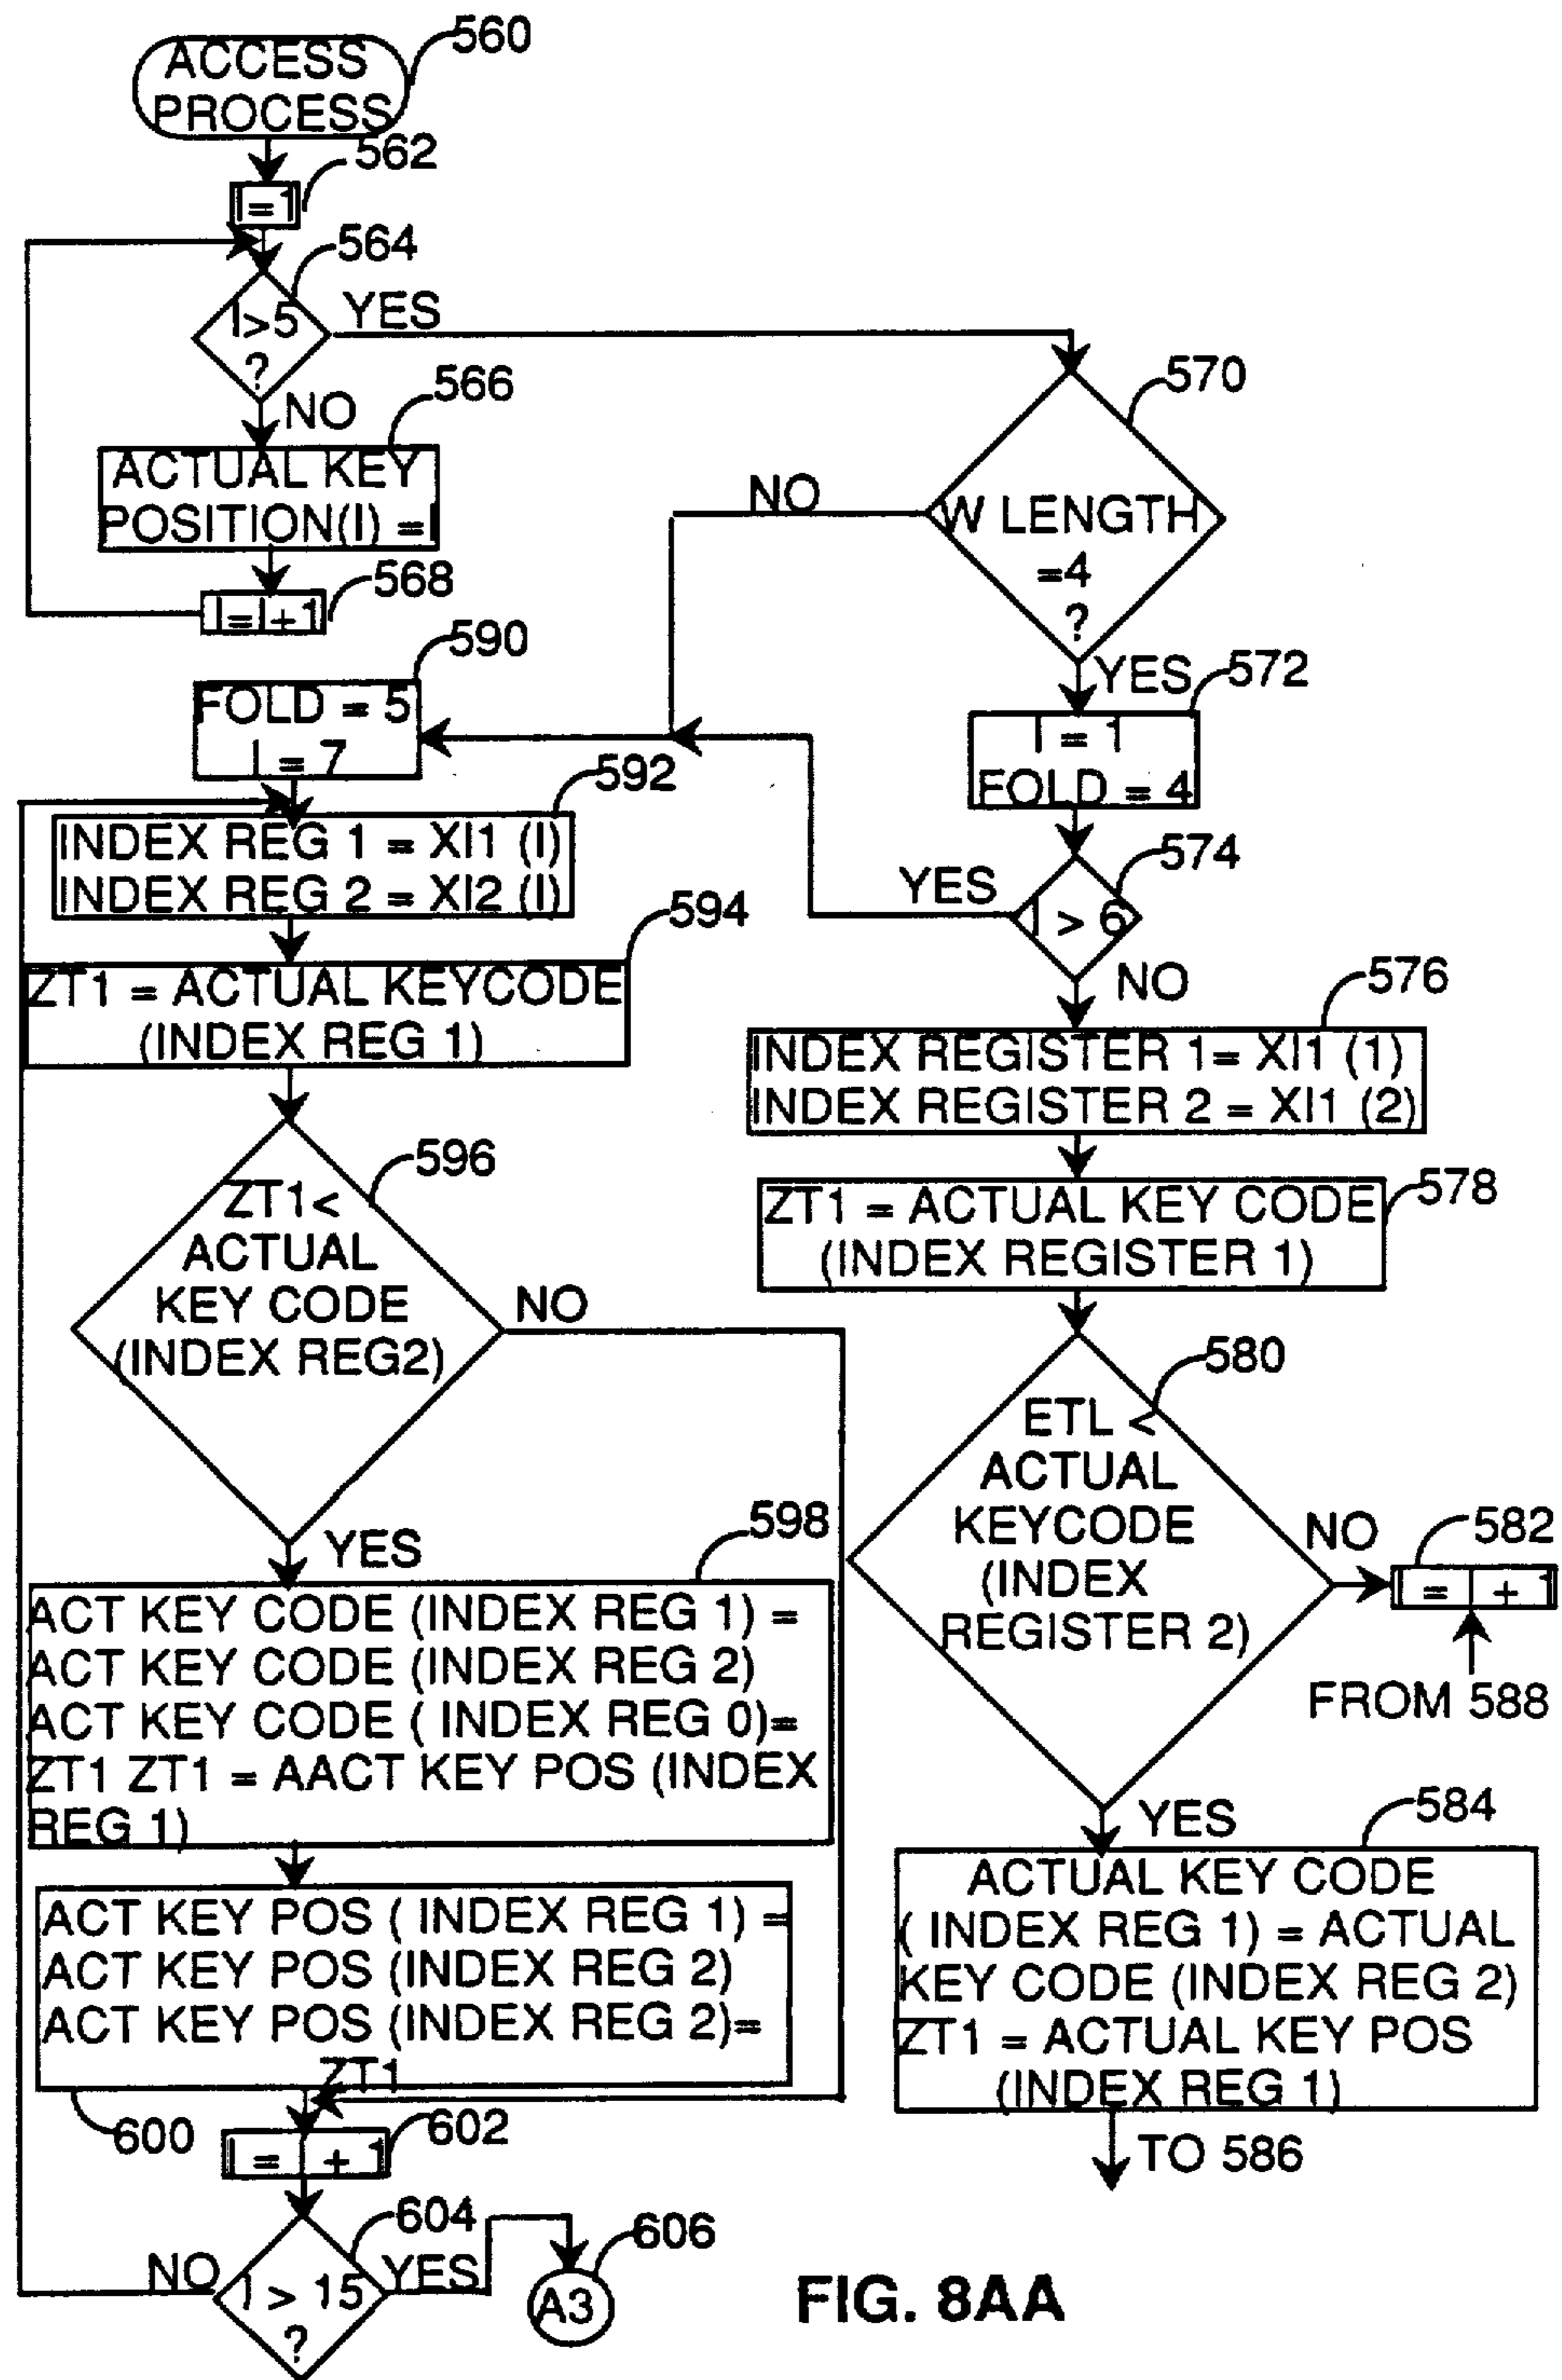 ACCESS
PROCESS
560
562
I=1
564
I>5
?
YES
NO
566
ACTUAL KEY
POSITION(I) =I
568
I=I+1
570
W LENGTH
=4
?
NO
YES
572
I = 1
FOLD = 4
574
I > 6
YES
NO
576
INDEX REGISTER 1= XI1 (1)
INDEX REGISTER 2 = XI1 (2)
578
ZT1 = ACTUAL KEY CODE
(INDEX REGISTER 1)
580
ETL <
ACTUAL
KEYCODE
(INDEX
REGISTER 2)
NO
582
I = I + 1
FROM 588
YES
584
ACTUAL KEY CODE
( INDEX REG 1) = ACTUAL
KEY CODE (INDEX REG 2)
ZT1 = ACTUAL KEY POS
(INDEX REG 1)
TO 586
590
FOLD = 5
I = 7
592
INDEX REG 1 = XI1 (I)
INDEX REG 2 = XI2 (I)
594
ZT1 = ACTUAL KEYCODE
(INDEX REG 1)
596
ZT1<
ACTUAL
KEY CODE
(INDEX REG2)
NO
YES
598
ACT KEY CODE (INDEX REG 1) =
ACT KEY CODE (INDEX REG 2)
ACT KEY CODE ( INDEX REG 0)=
ZT1 ZT1 = AACT KEY POS (INDEX
REG 1)
ACT KEY POS ( INDEX REG 1) =
ACT KEY POS (INDEX REG 2)
ACT KEY POS (INDEX REG 2)=
ZT1
600
602
I = I + 1
604
NO
I > 15
?
YES
606
A3
FIG. 8AA